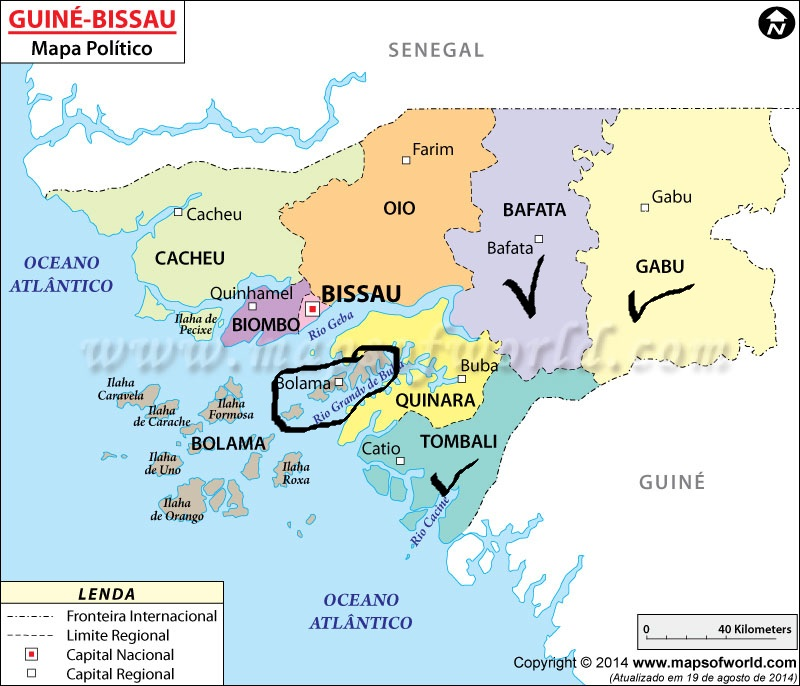 GUINÉ-BISSAU
Mapa Político
SENEGAL
Farim
OIO
Cacheu
CACHEU
BAFATA
Bafata
Gabu
GABU
OCEANO
ATLÂNTICO
Quinhamel
BISSAU
BIOMBO
Rio Geba
Ilaha de
Pecixe
www.mapsofworld.com
Bolama
Rio Grandv de Buba
Buba
QUINARA
Ilaha
Caravela
Ilaha
de Carache
Ilaha
Formosa
BOLAMA
Ilaha
de Uno
Ilaha
Roxa
Ilaha
de Orango
TOMBALI
Catio
Rio Cacine
GUINÉ
OCEANO
ATLÂNTICO
LENDA
Fronteira Internacional
Limite Regional
Capital Nacional
Capital Regional
0 40 Kilometers
Copyright © 2014 www.mapsofworld.com
(Atualizado em 19 de agosto de 2014)
N